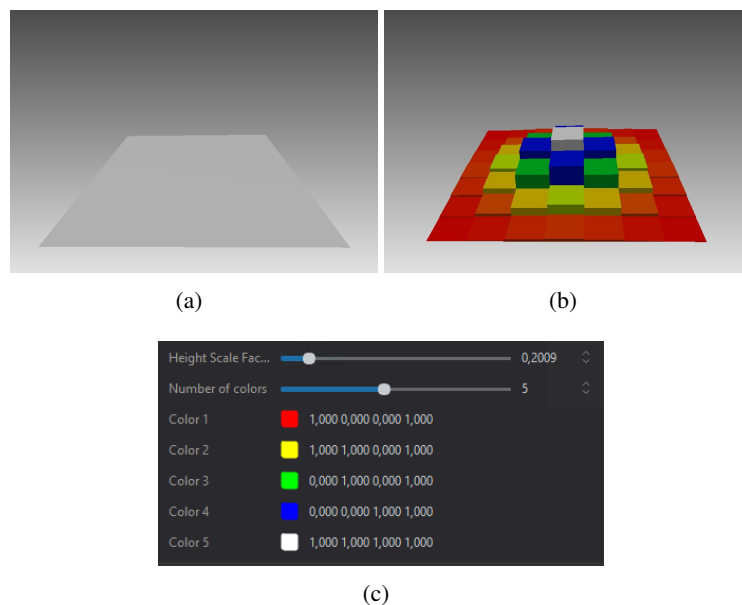 (a)
(b)
Height Scale Fac... 0,2009
Number of colors 5
Color 1 1,000 0,000 0,000 1,000
Color 2 1,000 1,000 0,000 1,000
Color 3 0,000 1,000 0,000 1,000
Color 4 0,000 0,000 1,000 1,000
Color 5 1,000 1,000 1,000 1,000
(c)